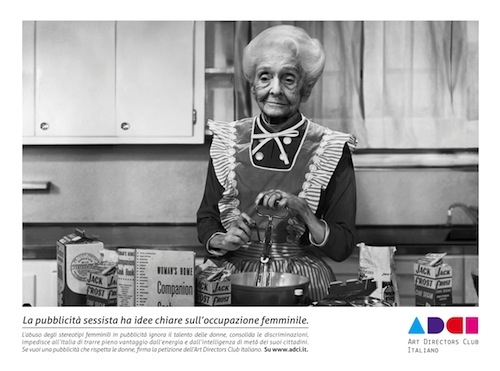 WOMAN'S HOME
Companion
Cook Book
JACK
FROST
JACK
FROST
JACK
FROST
La pubblicità sessista ha idee chiare sull'occupazione femminile.
L'abuso degli stereotipi femminili in pubblicità ignora il talento delle donne, consolida le discriminazioni,
impedisce all'Italia di trarre pieno vantaggio dall'energia e dall'intelligenza di metà dei suoi cittadini.
Se vuoi una pubblicità che rispetta le donne, firma la petizione dell'Art Directors Club Italiano. Su www.adci.it.
ADCI
ART DIRECTORS CLUB
ITALIANO